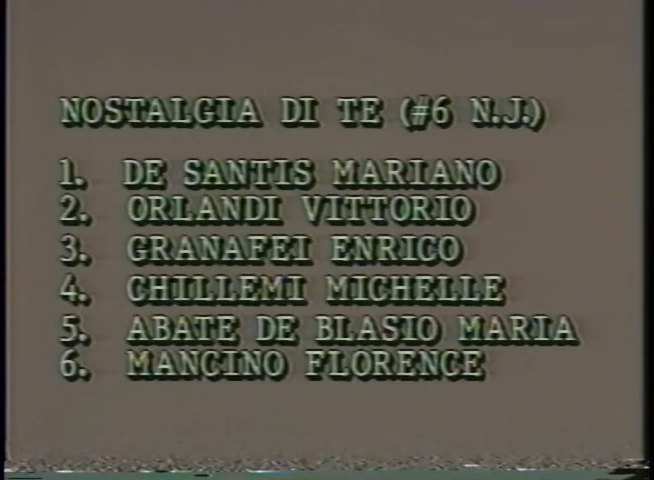 NOSTALGIA DI TE (#6 N.J.)
1. DE SANTIS MARIANO
2. ORLANDI VITTORIO
3. GRANAFEI ENRICO
4. CHILLEMI MICHELLE
5. ABATE DE BLASIO MARIA
6. MANCINO FLORENCE